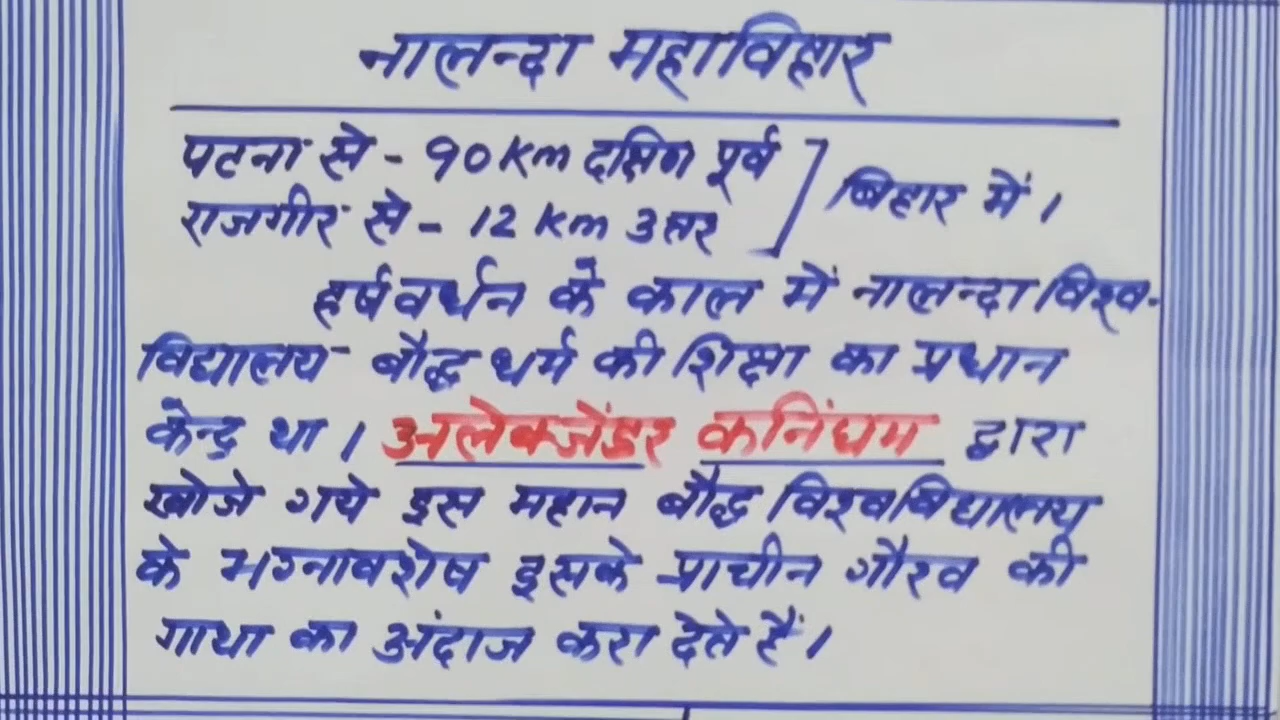 नालन्दा महाविहार
पटना से - 90 Km दक्षिण पूर्व
राजगीर से - 12 Km उत्तर
बिहार में ।
हर्षवर्धन के काल में नालन्दा विश्व-
विद्यालय बौद्ध धर्म की शिक्षा का प्रधान
केन्द्र था । अलेक्जेंडर कनिंघम द्वारा
खोजे गये इस महान बौद्ध विश्वविद्यालय
के भग्नावशेष इसके प्राचीन गौरव की
गाथा का अंदाज करा देते हैं ।